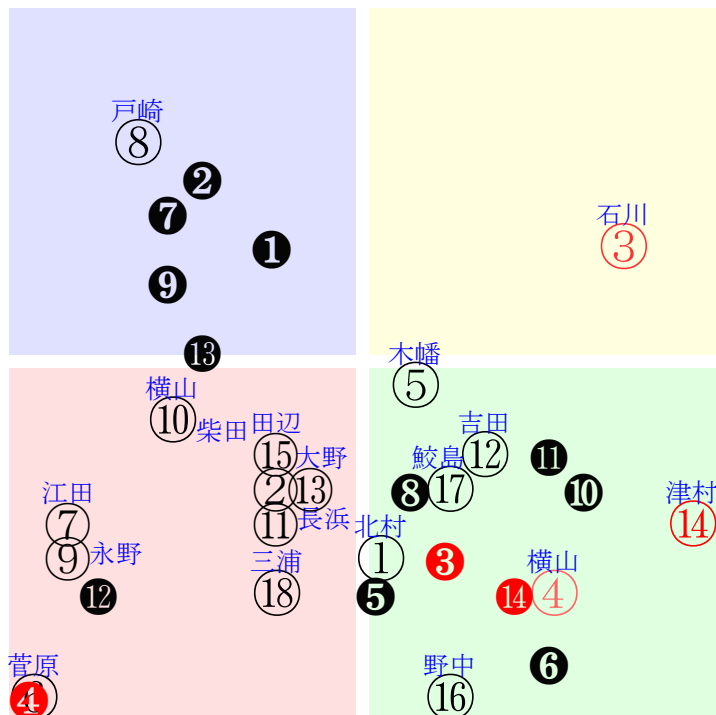 戸崎
⑧
❷
❼
石川
③
❶
❾
⓭
木幡
⑤
横山
⑩
柴田
田辺
⑮
吉田
⑫
⓫
大野
②
⑬
鮫島
⑰
❽
❿
江田
⑦
長浜
⑪
津村
⑭
北村
①
永野
⑨
❸
三浦
⑱
横山
④
⓬
❺
⓮
❻
菅原
❹
野中
⑯